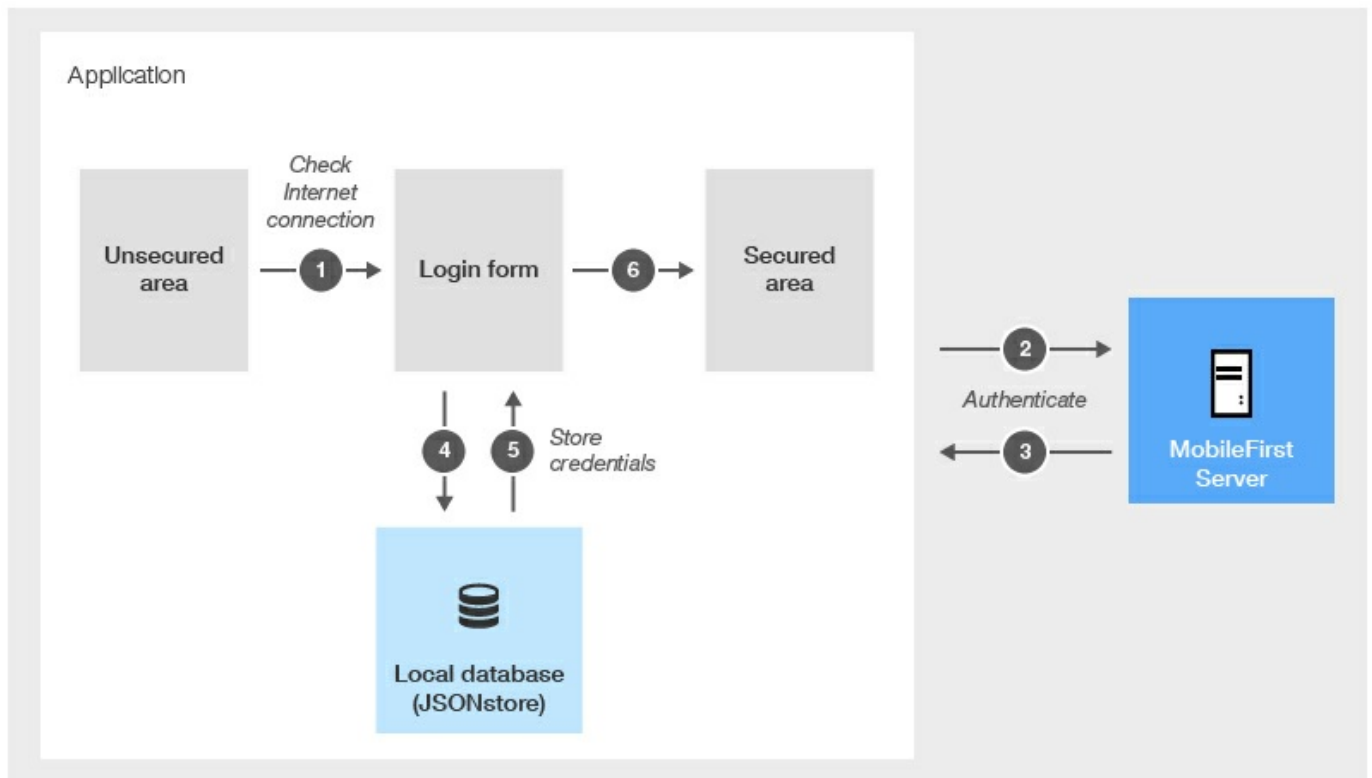 Application
Check
Internet
connection
Unsecured
area
1
Login form
6
Secured
area
2
Authenticate
3
MobileFirst
Server
4
5
Store
credentials
Local database
(JSONstore)